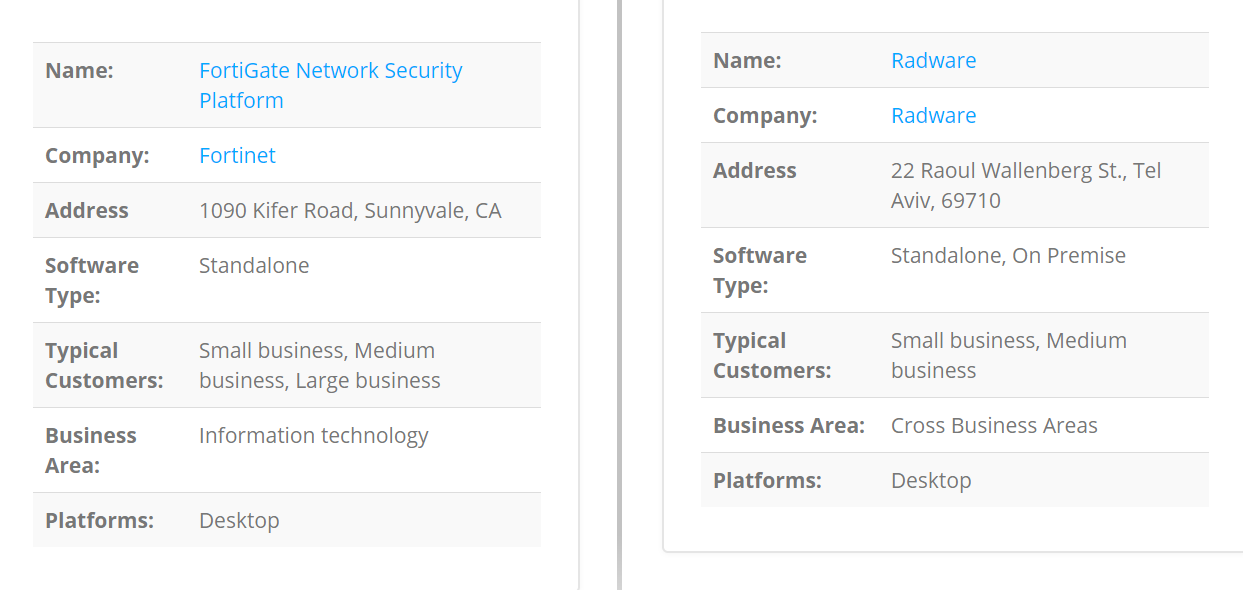 Name: FortiGate Network Security
Platform
Company: Fortinet
Address 1090 Kifer Road, Sunnyvale, CA
Software Standalone
Type:
Typical Small business, Medium
Customers: business, Large business
Business Information technology
Area:
Platforms: Desktop
Name: Radware
Company: Radware
Address 22 Raoul Wallenberg St., Tel
Aviv, 69710
Software Standalone, On Premise
Type:
Typical Small business, Medium
Customers: business
Business Area: Cross Business Areas
Platforms: Desktop